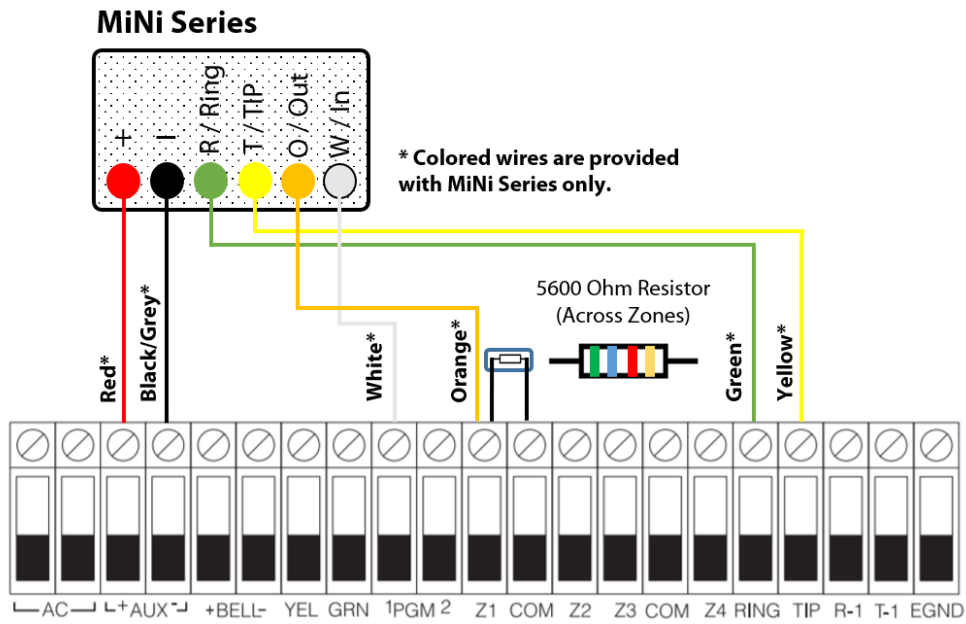 MiNi Series
+
–
R / Ring
T / TIP
O / Out
W / In
* Colored wires are provided
with MiNi Series only.
5600 Ohm Resistor
(Across Zones)
Red*
Black/Grey*
White*
Orange*
Green*
Yellow*
AC + AUX - +BELL- YEL GRN 1PGM 2 Z1 COM Z2 Z3 COM Z4 RING TIP R-1 T-1 EGND